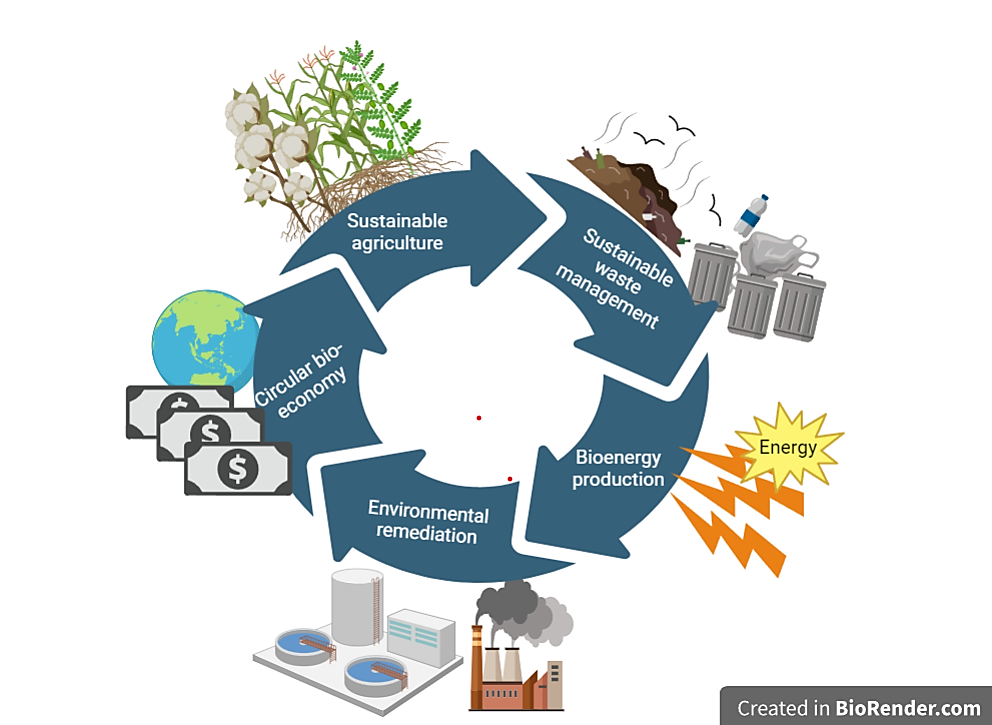 Sustainable
agriculture
Sustainable
waste
management
Bioenergy
production
Energy
Environmental
remediation
Circular bio-
economy
$
$
$
Created in BioRender.com